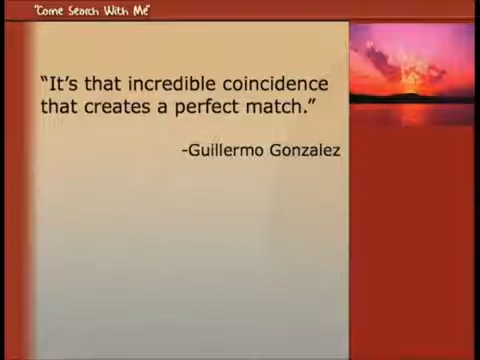 "Come Search With Me"
“It’s that incredible coincidence
that creates a perfect match.”
-Guillermo Gonzalez